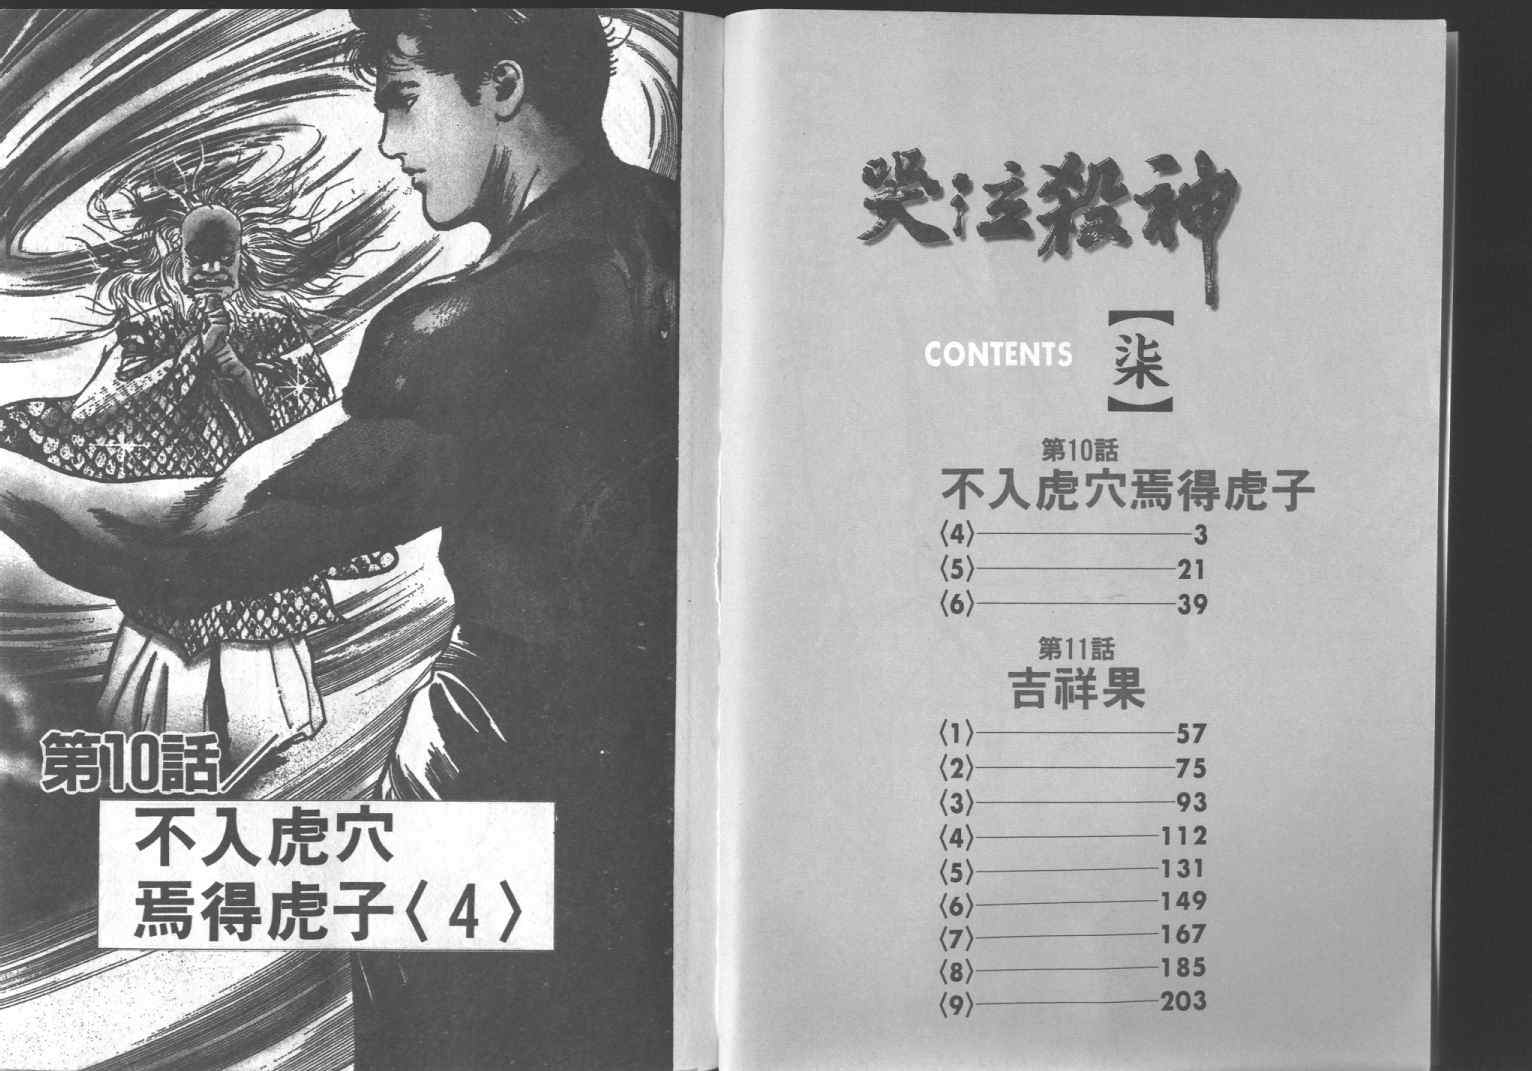 哭泣殺神
CONTENTS
【柒】
第10話
不入虎穴焉得虎子
〈4〉 3
〈5〉 21
〈6〉 39
第11話
吉祥果
〈1〉 57
〈2〉 75
〈3〉 93
〈4〉 112
〈5〉 131
〈6〉 149
〈7〉 167
〈8〉 185
〈9〉 203
第10話
不入虎穴
焉得虎子〈4〉